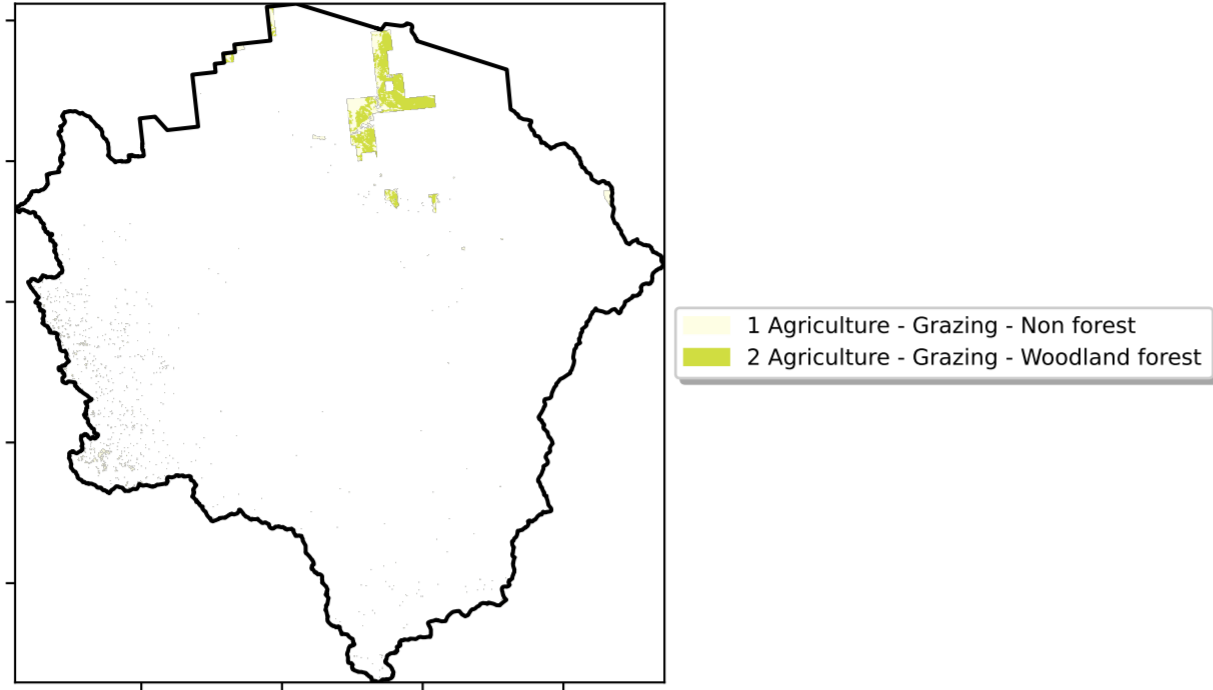 1 Agriculture - Grazing - Non forest
2 Agriculture - Grazing - Woodland forest